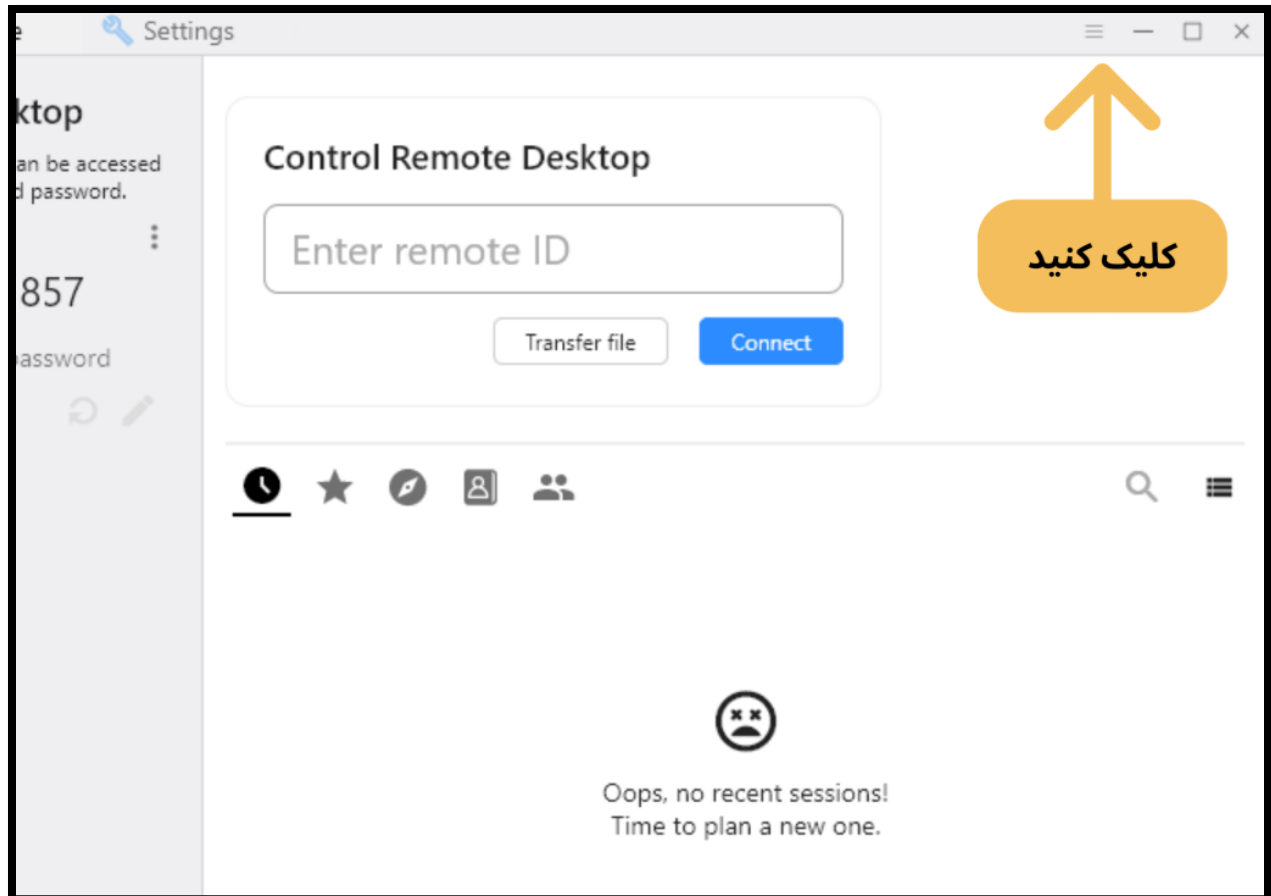 Settings
ktop
an be accessed
d password.
857
password
Control Remote Desktop
Enter remote ID
Transfer file
Connect
کلیک کنید
Oops, no recent sessions!
Time to plan a new one.